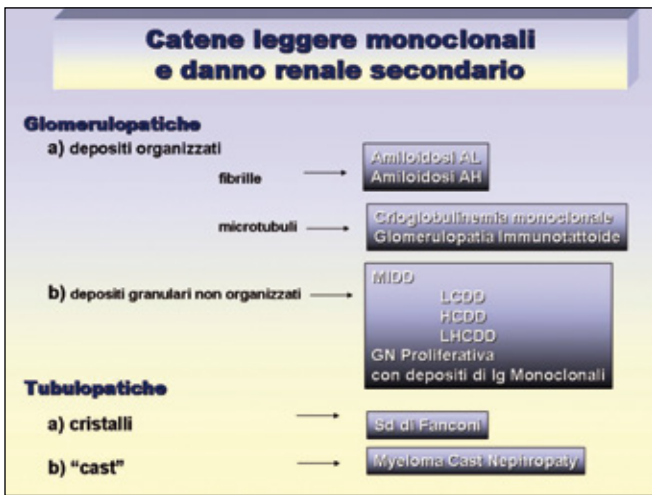 Catene leggere monoclonali
e danno renale secondario
Glomerulopatiche
a) depositi organizzati
fibrille
Amiloidosi AL
Amiloidosi AH
microtubuli
Crioglobulinemia monoclonale
Glomerulopatia Immunotattoide
b) depositi granulari non organizzati
MIDD
LCDD
HCDD
LHCDD
GN Proliferativa
con depositi di Ig Monoclonali
Tubulopatiche
a) cristalli
Sd di Fanconi
b) “cast”
Myeloma Cast Nephropaty